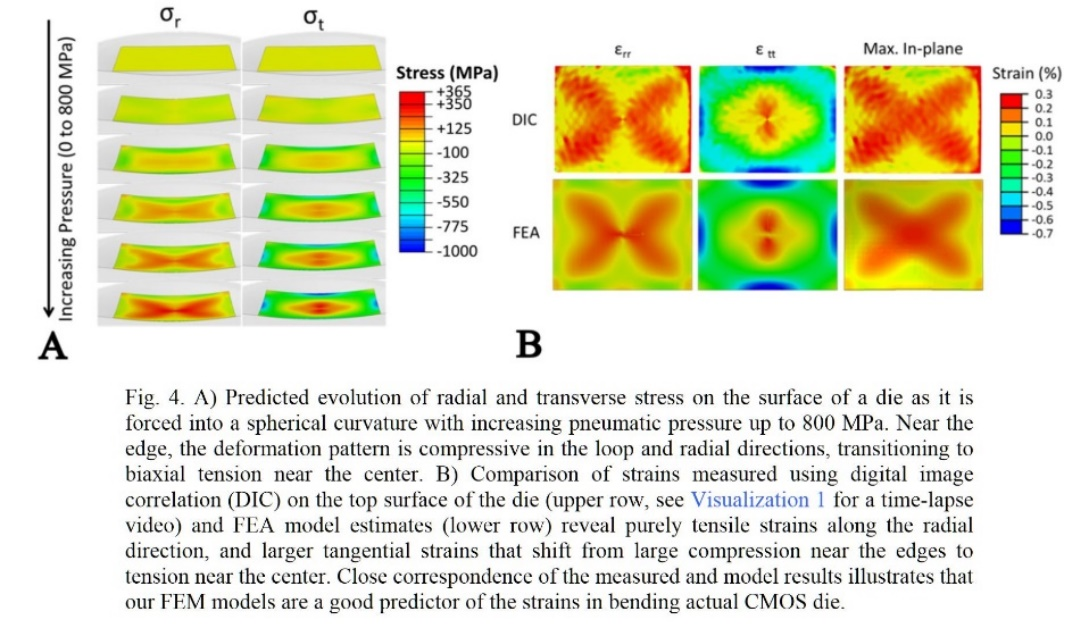 σr
σt
Increasing Pressure (0 to 800 MPa)
Stress (MPa)
+365
+350
+125
-100
-325
-550
-775
-1000
A
εrr
ε tt
Max. In-plane
DIC
FEA
Strain (%)
0.3
0.2
0.1
0.0
-0.1
-0.2
-0.3
-0.4
-0.5
-0.6
-0.7
B
Fig. 4. A) Predicted evolution of radial and transverse stress on the surface of a die as it is
forced into a spherical curvature with increasing pneumatic pressure up to 800 MPa. Near the
edge, the deformation pattern is compressive in the loop and radial directions, transitioning to
biaxial tension near the center. B) Comparison of strains measured using digital image
correlation (DIC) on the top surface of the die (upper row, see Visualization 1 for a time-lapse
video) and FEA model estimates (lower row) reveal purely tensile strains along the radial
direction, and larger tangential strains that shift from large compression near the edges to
tension near the center. Close correspondence of the measured and model results illustrates that
our FEM models are a good predictor of the strains in bending actual CMOS die.